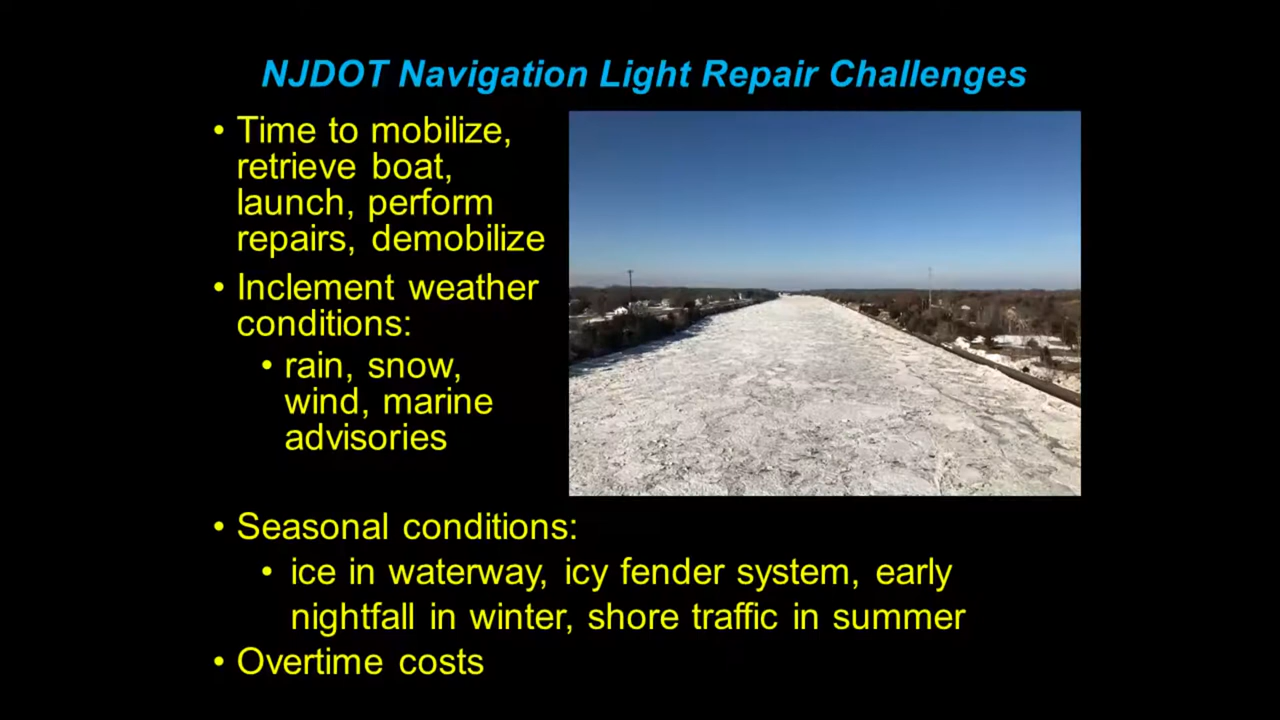 NJDOT Navigation Light Repair Challenges
• Time to mobilize,
retrieve boat,
launch, perform
repairs, demobilize
• Inclement weather
conditions:
• rain, snow,
wind, marine
advisories
• Seasonal conditions:
• ice in waterway, icy fender system, early
nightfall in winter, shore traffic in summer
• Overtime costs